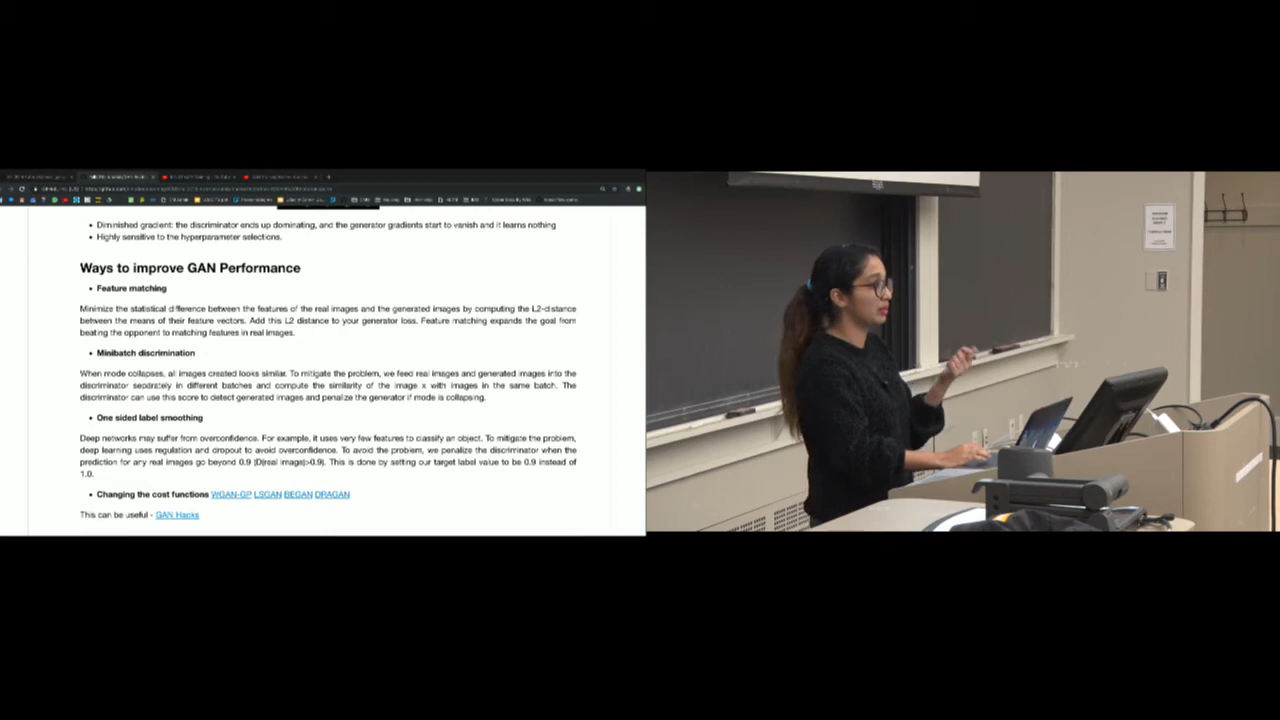 • Diminished gradient: the discriminator ends up dominating, and the generator gradients start to vanish and it learns nothing
• Highly sensitive to the hyperparameter selections.
Ways to improve GAN Performance
• Feature matching
Minimize the statistical difference between the features of the real images and the generated images by computing the L2-distance
between the means of their feature vectors. Add this L2 distance to your generator loss. Feature matching expands the goal from
beating the opponent to matching features in real images.
• Minibatch discrimination
When mode collapses, all images created looks similar. To mitigate the problem, we feed real images and generated images into the
discriminator separately in different batches and compute the similarity of the image x with images in the same batch. The
discriminator can use this score to detect generated images and penalize the generator if mode is collapsing.
• One sided label smoothing
Deep networks may suffer from overconfidence. For example, it uses very few features to classify an object. To mitigate the problem,
deep learning uses regulation and dropout to avoid overconfidence. To avoid the problem, we penalize the discriminator when the
prediction for any real images go beyond 0.9 (D(real image)>0.9). This is done by setting our target label value to be 0.9 instead of
1.0.
• Changing the cost functions WGAN-GP LSGAN BEGAN DRAGAN
This can be useful - GAN Hacks